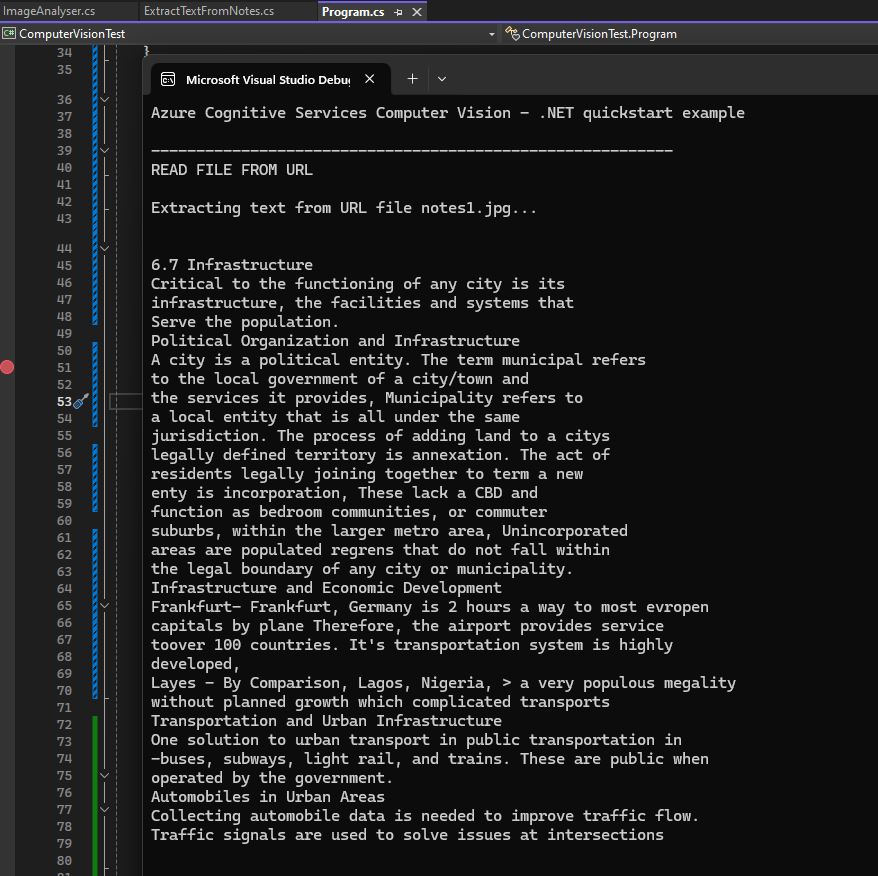 ImageAnalyser.cs ExtractTextFromNotes.cs Program.cs
C# ComputerVisionTest ComputerVisionTest.Program
34 }
35
36
37
38
39
40
41
42
43
44
45
46
47
48
49
50
51
52
53
54
55
56
57
58
59
60
61
62
63
64
65
66
67
68
69
70
71
72
73
74
75
76
77
78
79
80
Microsoft Visual Studio Debu
Azure Cognitive Services Computer Vision - .NET quickstart example
----------------------------------------------------------
READ FILE FROM URL
Extracting text from URL file notes1.jpg...
6.7 Infrastructure
Critical to the functioning of any city is its
infrastructure, the facilities and systems that
Serve the population.
Political Organization and Infrastructure
A city is a political entity. The term municipal refers
to the local government of a city/town and
the services it provides, Municipality refers to
a local entity that is all under the same
jurisdiction. The process of adding land to a citys
legally defined territory is annexation. The act of
residents legally joining together to term a new
enty is incorporation, These lack a CBD and
function as bedroom communities, or commuter
suburbs, within the larger metro area, Unincorporated
areas are populated regrens that do not fall within
the legal boundary of any city or municipality.
Infrastructure and Economic Development
Frankfurt- Frankfurt, Germany is 2 hours a way to most evropen
capitals by plane Therefore, the airport provides service
toover 100 countries. It's transportation system is highly
developed,
Layes - By Comparison, Lagos, Nigeria, > a very populous megality
without planned growth which complicated transports
Transportation and Urban Infrastructure
One solution to urban transport in public transportation in
-buses, subways, light rail, and trains. These are public when
operated by the government.
Automobiles in Urban Areas
Collecting automobile data is needed to improve traffic flow.
Traffic signals are used to solve issues at intersections